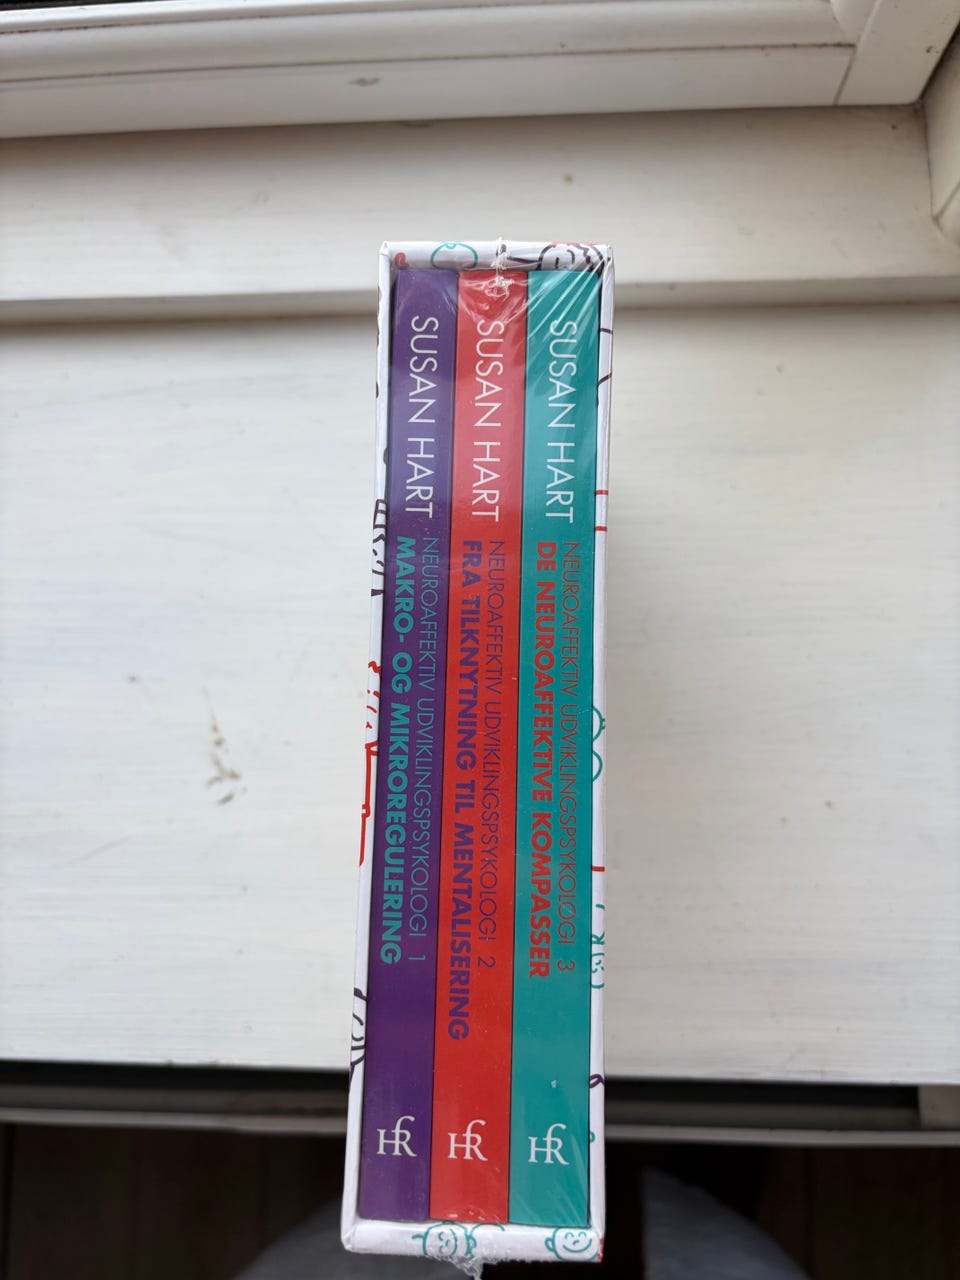 SUSAN HART
NEUROAFFEKTIV UDVIKLINGSPSYKOLOGI 1
MAKRO- OG MIKROREGULERING
HR
SUSAN HART
NEUROAFFEKTIV UDVIKLINGSPSYKOLOGI 2
FRA TILKNYTNING TIL MENTALISERING
HR
SUSAN HART
NEUROAFFEKTIV UDVIKLINGSPSYKOLOGI 3
DE NEUROAFFEKTIVE KOMPASSER
HR